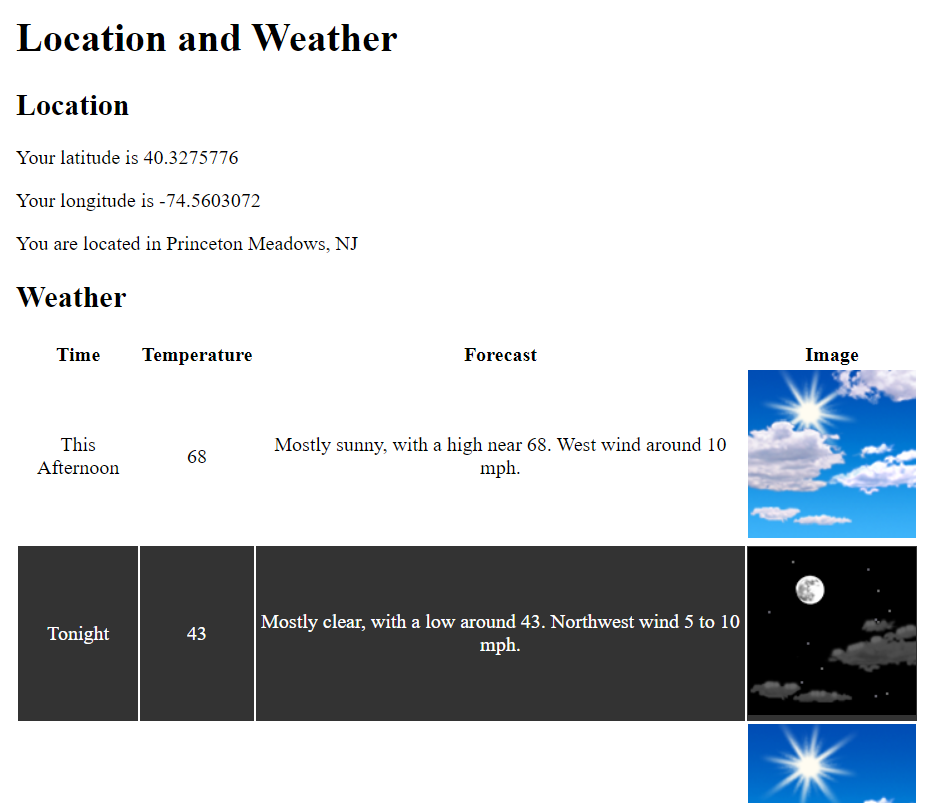 Location and Weather
Location
Your latitude is 40.3275776
Your longitude is -74.5603072
You are located in Princeton Meadows, NJ
Weather
Time Temperature Forecast Image
This Afternoon 68 Mostly sunny, with a high near 68. West wind around 10 mph.
Tonight 43 Mostly clear, with a low around 43. Northwest wind 5 to 10 mph.